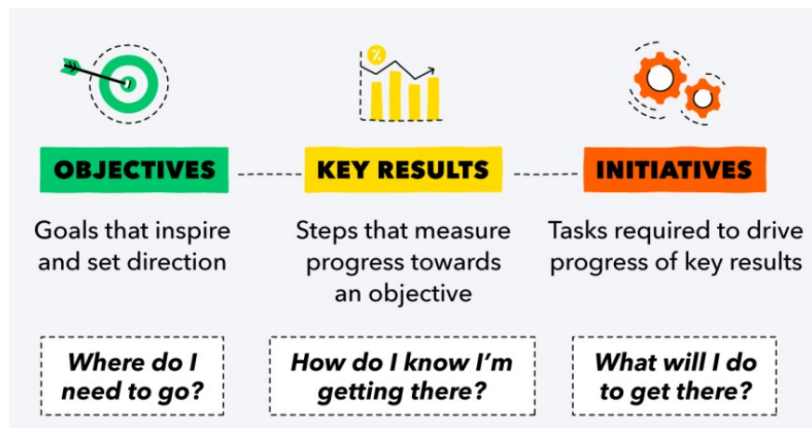 %
OBJECTIVES
KEY RESULTS
INITIATIVES
Goals that inspire
and set direction
Steps that measure
progress towards
an objective
Tasks required to drive
progress of key results
Where do I
need to go?
How do I know I'm
getting there?
What will I do
to get there?